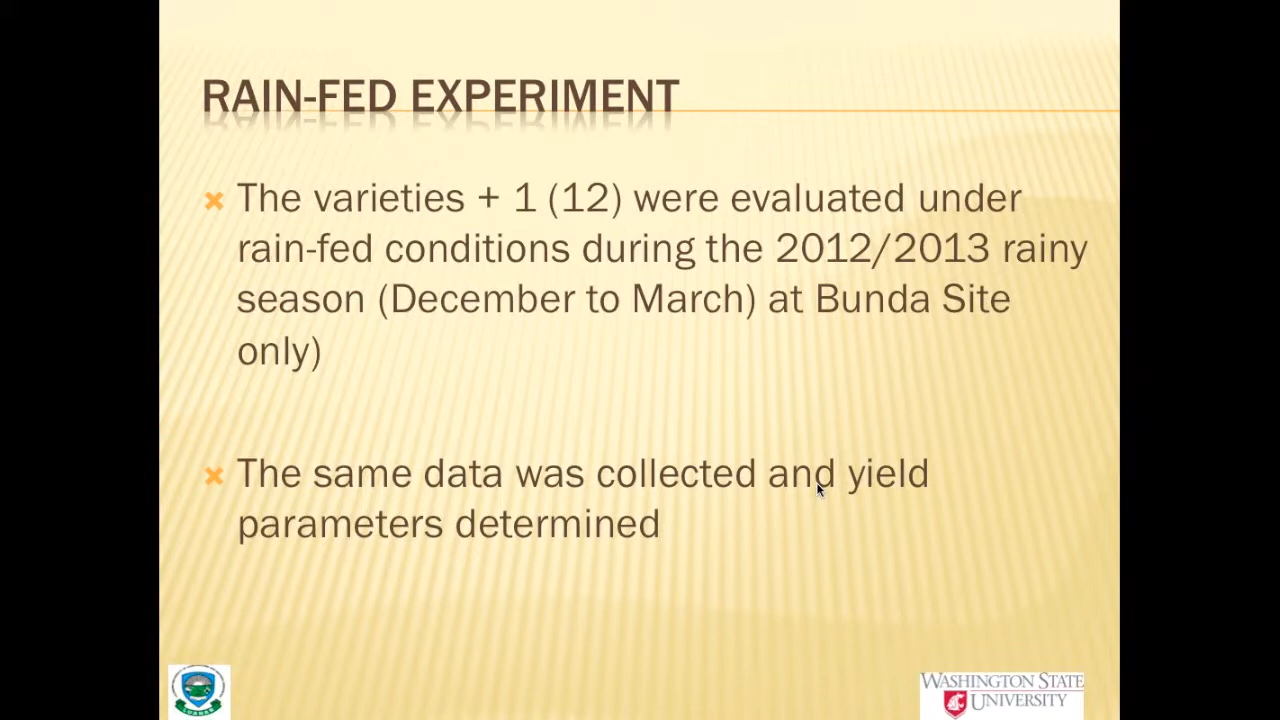 RAIN-FED EXPERIMENT
The varieties + 1 (12) were evaluated under
rain-fed conditions during the 2012/2013 rainy
season (December to March) at Bunda Site
only)
The same data was collected and yield
parameters determined
WASHINGTON STATE
UNIVERSITY